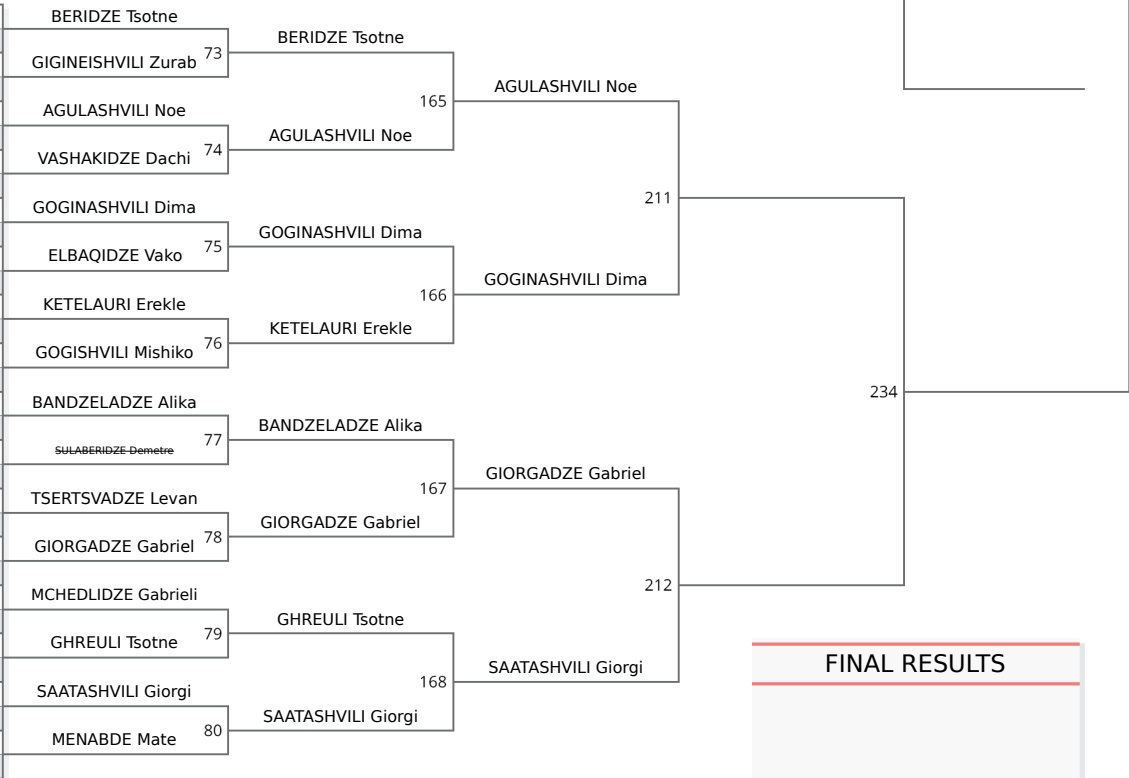 BERIDZE Tsotne
GIGINEISHVILI Zurab
73
AGULASHVILI Noe
VASHAKIDZE Dachi
74
GOGINASHVILI Dima
ELBAQIDZE Vako
75
KETELAURI Erekle
GOGISHVILI Mishiko
76
BANDZELADZE Alika
SULABERIDZE Demetre
77
TSERTSVADZE Levan
GIORGADZE Gabriel
78
MCHEDLIDZE Gabrieli
GHREULI Tsotne
79
SAATASHVILI Giorgi
MENABDE Mate
80
BERIDZE Tsotne
165
AGULASHVILI Noe
GOGINASHVILI Dima
166
KETELAURI Erekle
BANDZELADZE Alika
167
GIORGADZE Gabriel
GHREULI Tsotne
168
SAATASHVILI Giorgi
AGULASHVILI Noe
211
GOGINASHVILI Dima
GIORGADZE Gabriel
212
SAATASHVILI Giorgi
234
FINAL RESULTS